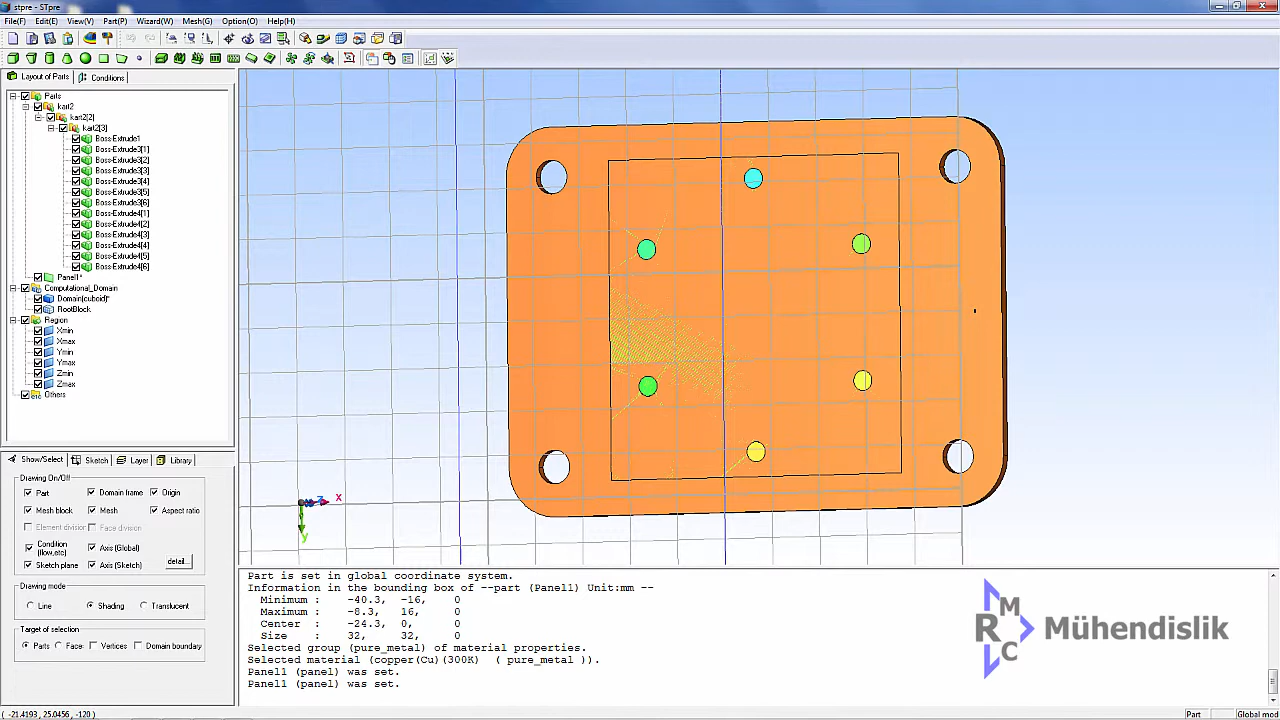 stpre - STpre
File(F) Edit(E) View(V) Part(P) Wizard(W) Mesh(G) Option(O) Help(H)
Layout of Parts Conditions
Parts
kart2
kart2[2]
kart2[3]
Boss-Extrude1
Boss-Extrude3[1]
Boss-Extrude3[2]
Boss-Extrude3[3]
Boss-Extrude3[4]
Boss-Extrude3[5]
Boss-Extrude3[6]
Boss-Extrude4[1]
Boss-Extrude4[2]
Boss-Extrude4[3]
Boss-Extrude4[4]
Boss-Extrude4[5]
Boss-Extrude4[6]
Panel1*
Computational_Domain
Domain(cuboid)*
RootBlock
Region
Xmin
Xmax
Ymin
Ymax
Zmin
Zmax
Others
Show/Select Sketch Layer Library
Drawing On/Off
Part Domain frame Origin
Mesh block Mesh Aspect ratio
Element division Face division
Condition (flow,etc) Axis (Global)
Sketch plane Axis (Sketch) detail...
Drawing mode
Line Shading Translucent
Target of selection
Parts Face Vertices Domain boundary
x
z
y
Part is set in global coordinate system.
Information in the bounding box of --part (Panel1) Unit:mm --
Minimum : -40.3, -16, 0
Maximum : -8.3, 16, 0
Center : -24.3, 0, 0
Size : 32, 32, 0
Selected group (pure_metal) of material properties.
Selected material (copper(Cu)(300K) ( pure_metal )).
Panel1 (panel) was set.
Panel1 (panel) was set.
RMC Mühendislik
( -21.4193, 25.0456, -120 ) Part Global mod